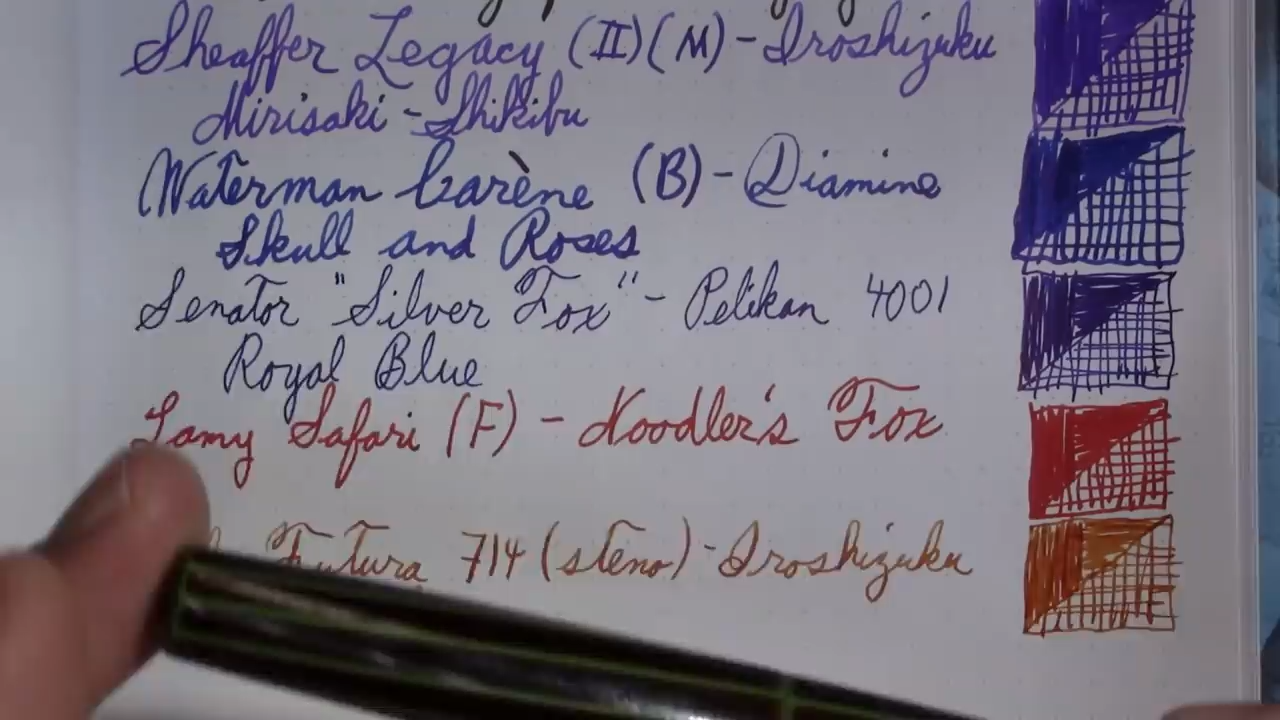 Sheaffer Legacy (II)(M) - Iroshizuku
Mirisaki - Shikibu
Waterman Carène (B) - Diamine
Skull and Roses
Senator "Silver Fox" - Pelikan 4001
Royal Blue
Lamy Safari (F) - Noodler's Fox
Futura 714 (steno) - Iroshizuku